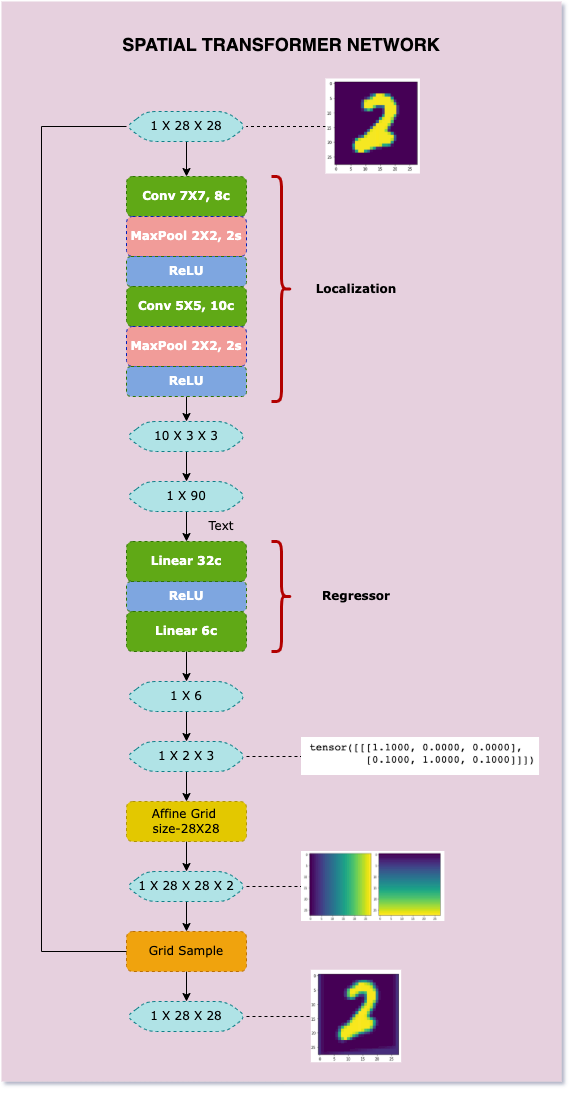 SPATIAL TRANSFORMER NETWORK
1 X 28 X 28
Conv 7X7, 8c
MaxPool 2X2, 2s
ReLU
Conv 5X5, 10c
MaxPool 2X2, 2s
ReLU
Localization
10 X 3 X 3
1 X 90
Text
Linear 32c
ReLU
Linear 6c
Regressor
1 X 6
1 X 2 X 3
tensor([[[1.1000, 0.0000, 0.0000],
[0.1000, 1.0000, 0.1000]]])
Affine Grid
size-28X28
1 X 28 X 28 X 2
Grid Sample
1 X 28 X 28